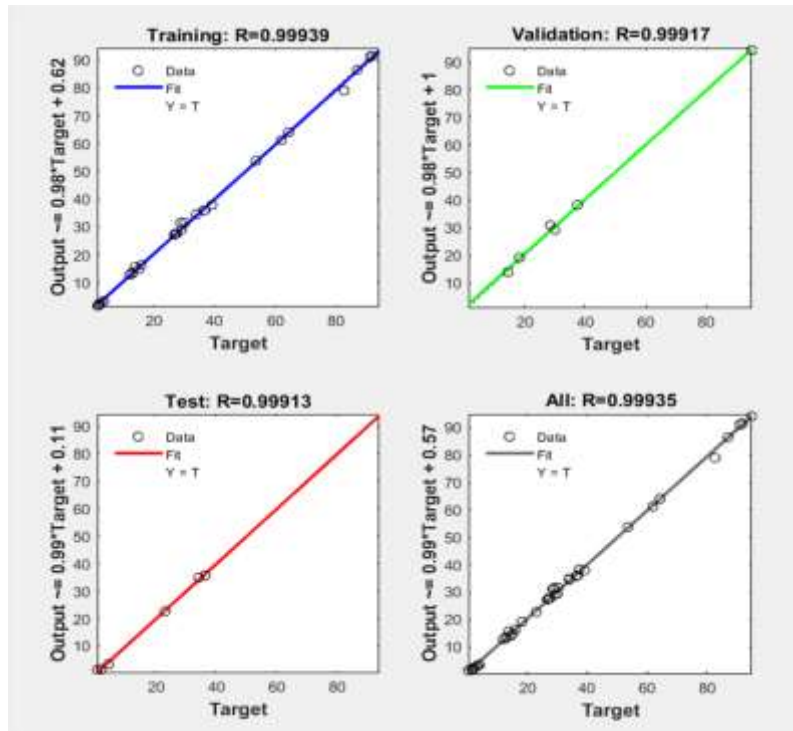 Training: R=0.99939
Output ~= 0.98*Target + 0.62
90
80
70
60
50
40
30
20
10
Data
Fit
Y = T
20
40
60
80
Target
Validation: R=0.99917
Output ~= 0.98*Target + 1
90
80
70
60
50
40
30
20
10
Data
Fit
Y = T
20
40
60
80
Target
Test: R=0.99913
Output ~= 0.99*Target + 0.11
90
80
70
60
50
40
30
20
10
Data
Fit
Y = T
20
40
60
80
Target
All: R=0.99935
Output ~= 0.99*Target + 0.57
90
80
70
60
50
40
30
20
10
Data
Fit
Y = T
20
40
60
80
Target